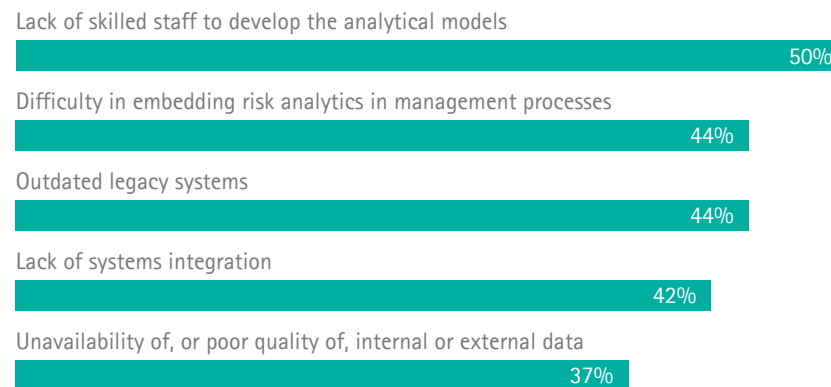 Lack of skilled staff to develop the analytical models
50%
Difficulty in embedding risk analytics in management processes
44%
Outdated legacy systems
44%
Lack of systems integration
42%
Unavailability of, or poor quality of, internal or external data
37%